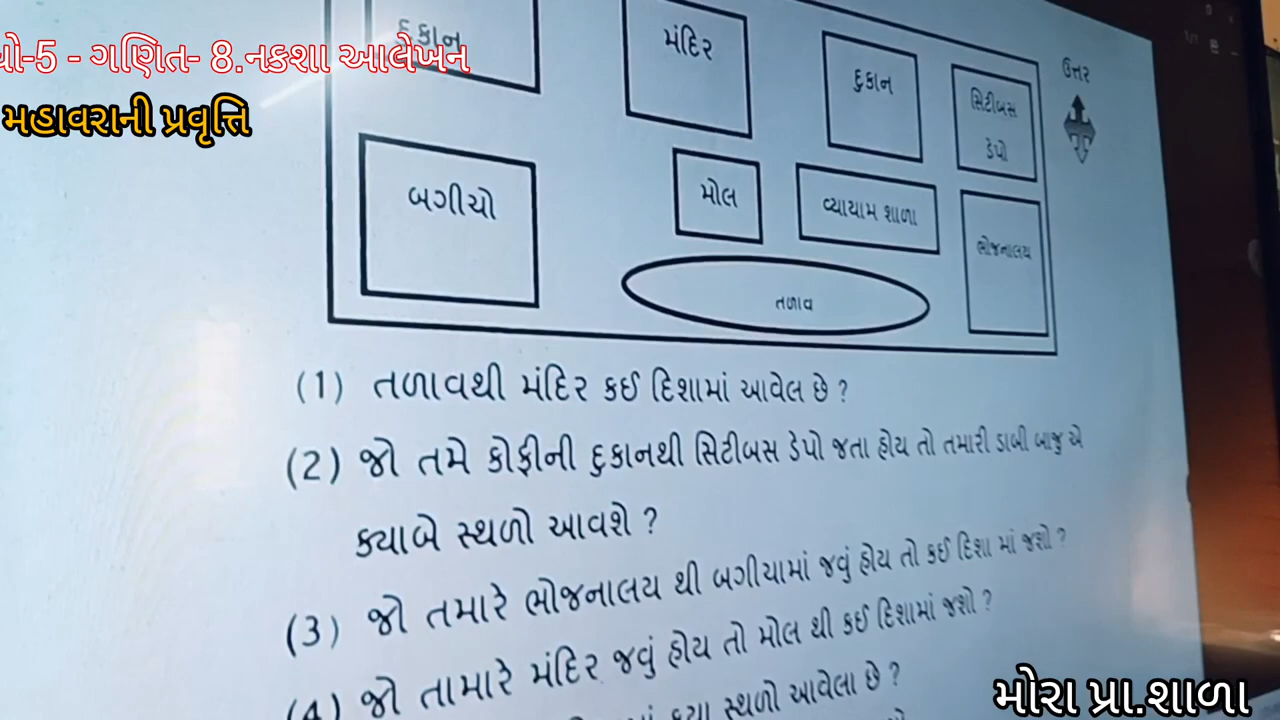 યો-5 - ગણિત- 8.નકશા આલેખન
મહાવરાની પ્રવૃત્તિ
દુકાન
મંદિર
દુકાન
સિટીબસ
ડેપો
ઉત્તર
બગીચો
મોલ
વ્યાયામ શાળા
ભોજનાલય
તળાવ
(1) તળાવથી મંદિર કઈ દિશામાં આવેલ છે ?
(2) જો તમે કોફીની દુકાનથી સિટીબસ ડેપો જતા હોય તો તમારી ડાબી બાજુ એ
ક્યાબે સ્થળો આવશે ?
(3) જો તમારે ભોજનાલય થી બગીચામાં જવું હોય તો કઈ દિશા માં જશો ?
(4) જો તામારે મંદિર જવું હોય તો મોલ થી કઈ દિશામાં જશો ?
ક્યા સ્થળો આવેલા છે ?
મોરા પ્રા.શાળા